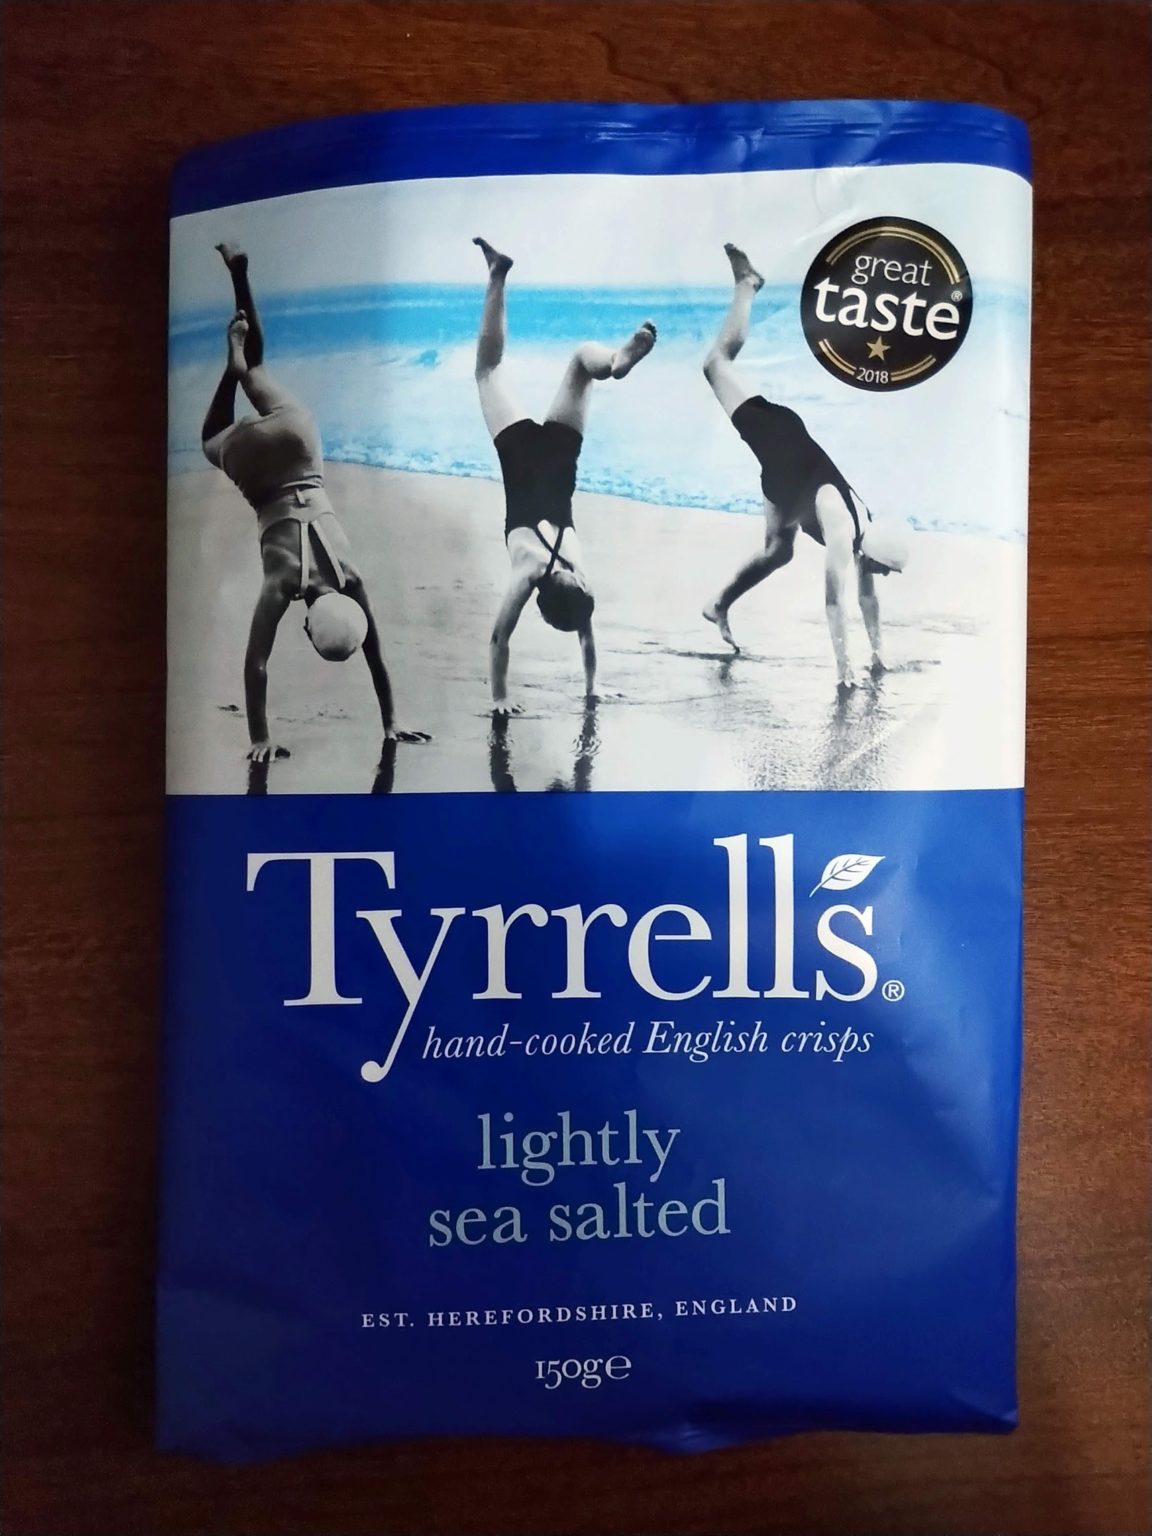 great
taste®
2018
Tyrrells®
hand-cooked English crisps
lightly
sea salted
EST. HEREFORDSHIRE, ENGLAND
150g℮